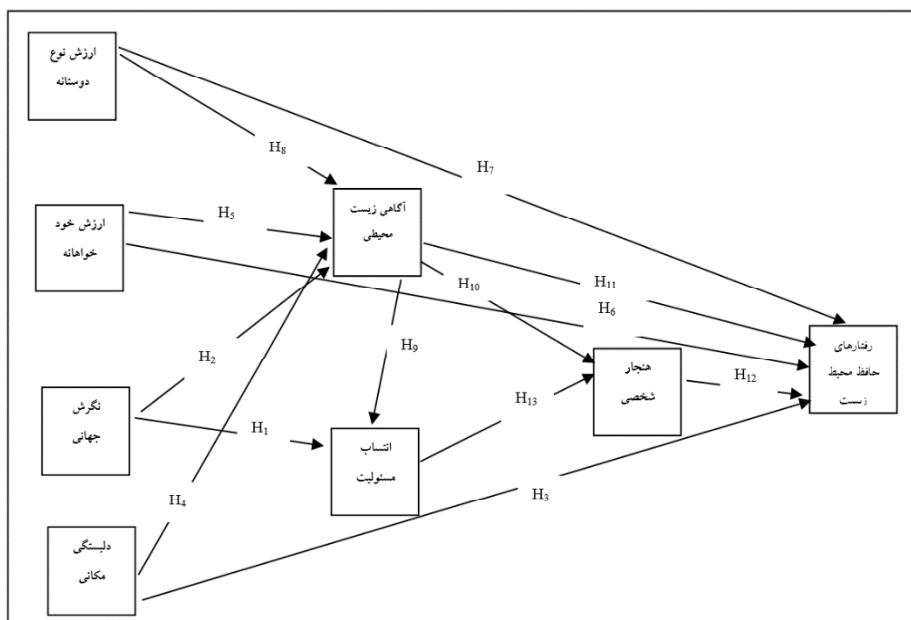 ارزش نوع
دوستانه
H8
H7
ارزش خود
خواهانه
H5
آگاهی زیست
محیطی
H10
H11
H6
رفتارهای
حافظ محیط
زیست
H2
H9
هنجار
شخصی
H12
نگرش
جهانی
H1
H13
انتساب
مسئولیت
H4
H3
دلبستگی
مکانی